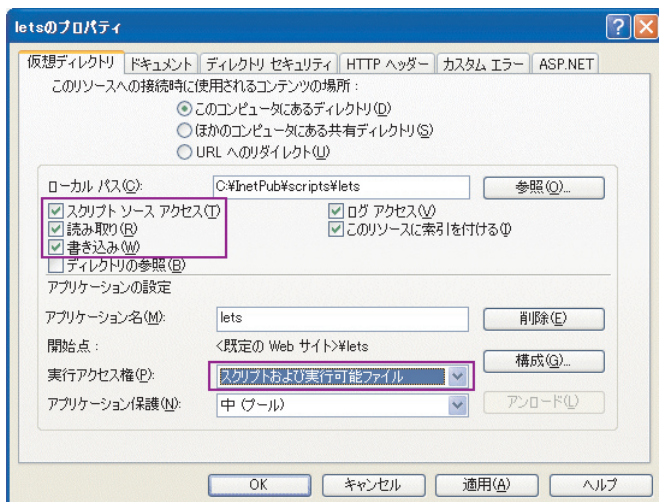 letsのプロパティ
仮想ディレクトリ ドキュメント ディレクトリ セキュリティ HTTP ヘッダー カスタム エラー ASP.NET
このリソースへの接続時に使用されるコンテンツの場所：
このコンピュータにあるディレクトリ(D)
ほかのコンピュータにある共有ディレクトリ(S)
URL へのリダイレクト(U)
ローカル パス(C): C:¥InetPub¥scripts¥lets 参照(O)...
スクリプト ソース アクセス(T) ログ アクセス(V)
読み取り(R) このリソースに索引を付ける(I)
書き込み(W)
ディレクトリの参照(B)
アプリケーションの設定
アプリケーション名(M): lets 削除(E)
開始点： <既定の Web サイト>¥lets
構成(G)...
実行アクセス権(P): スクリプトおよび実行可能ファイル
アプリケーション保護(N): 中 (プール) アンロード(L)
OK キャンセル 適用(A) ヘルプ